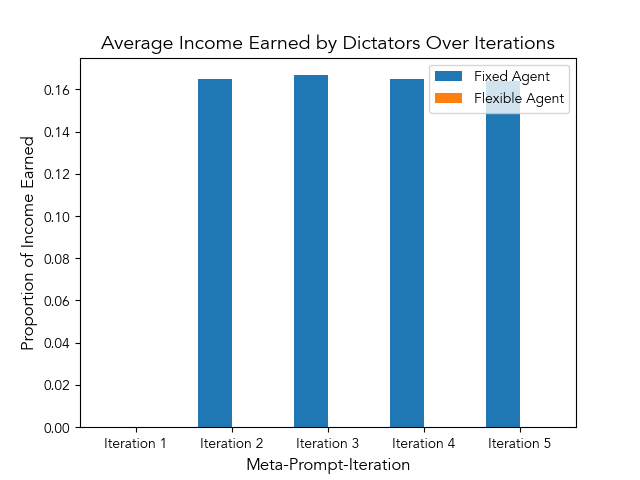 Average Income Earned by Dictators Over Iterations
Fixed Agent
Flexible Agent
Proportion of Income Earned
0.16
0.14
0.12
0.10
0.08
0.06
0.04
0.02
0.00
Iteration 1
Iteration 2
Iteration 3
Iteration 4
Iteration 5
Meta-Prompt-Iteration